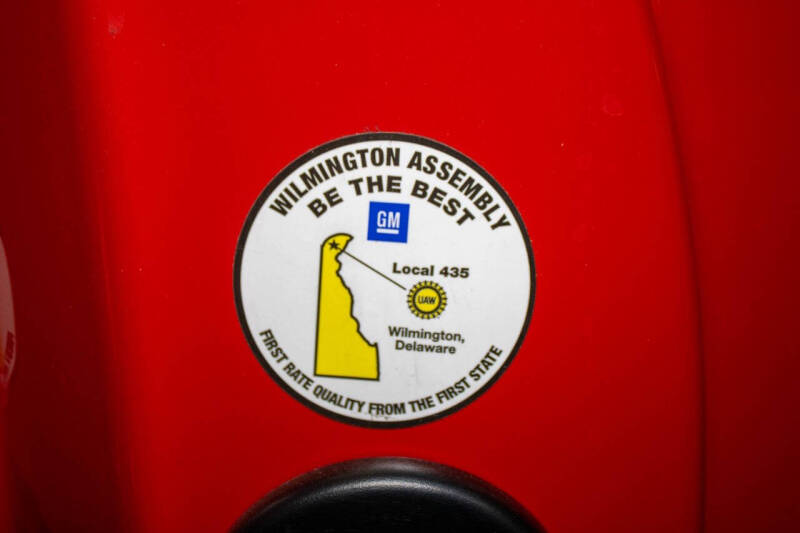 WILMINGTON ASSEMBLY
BE THE BEST
GM
Local 435
UAW
Wilmington,
Delaware
FIRST RATE QUALITY FROM THE FIRST STATE